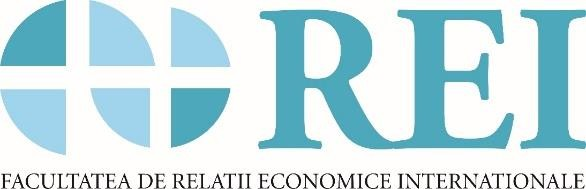 REI
FACULTATEA DE RELATII ECONOMICE INTERNATIONALE